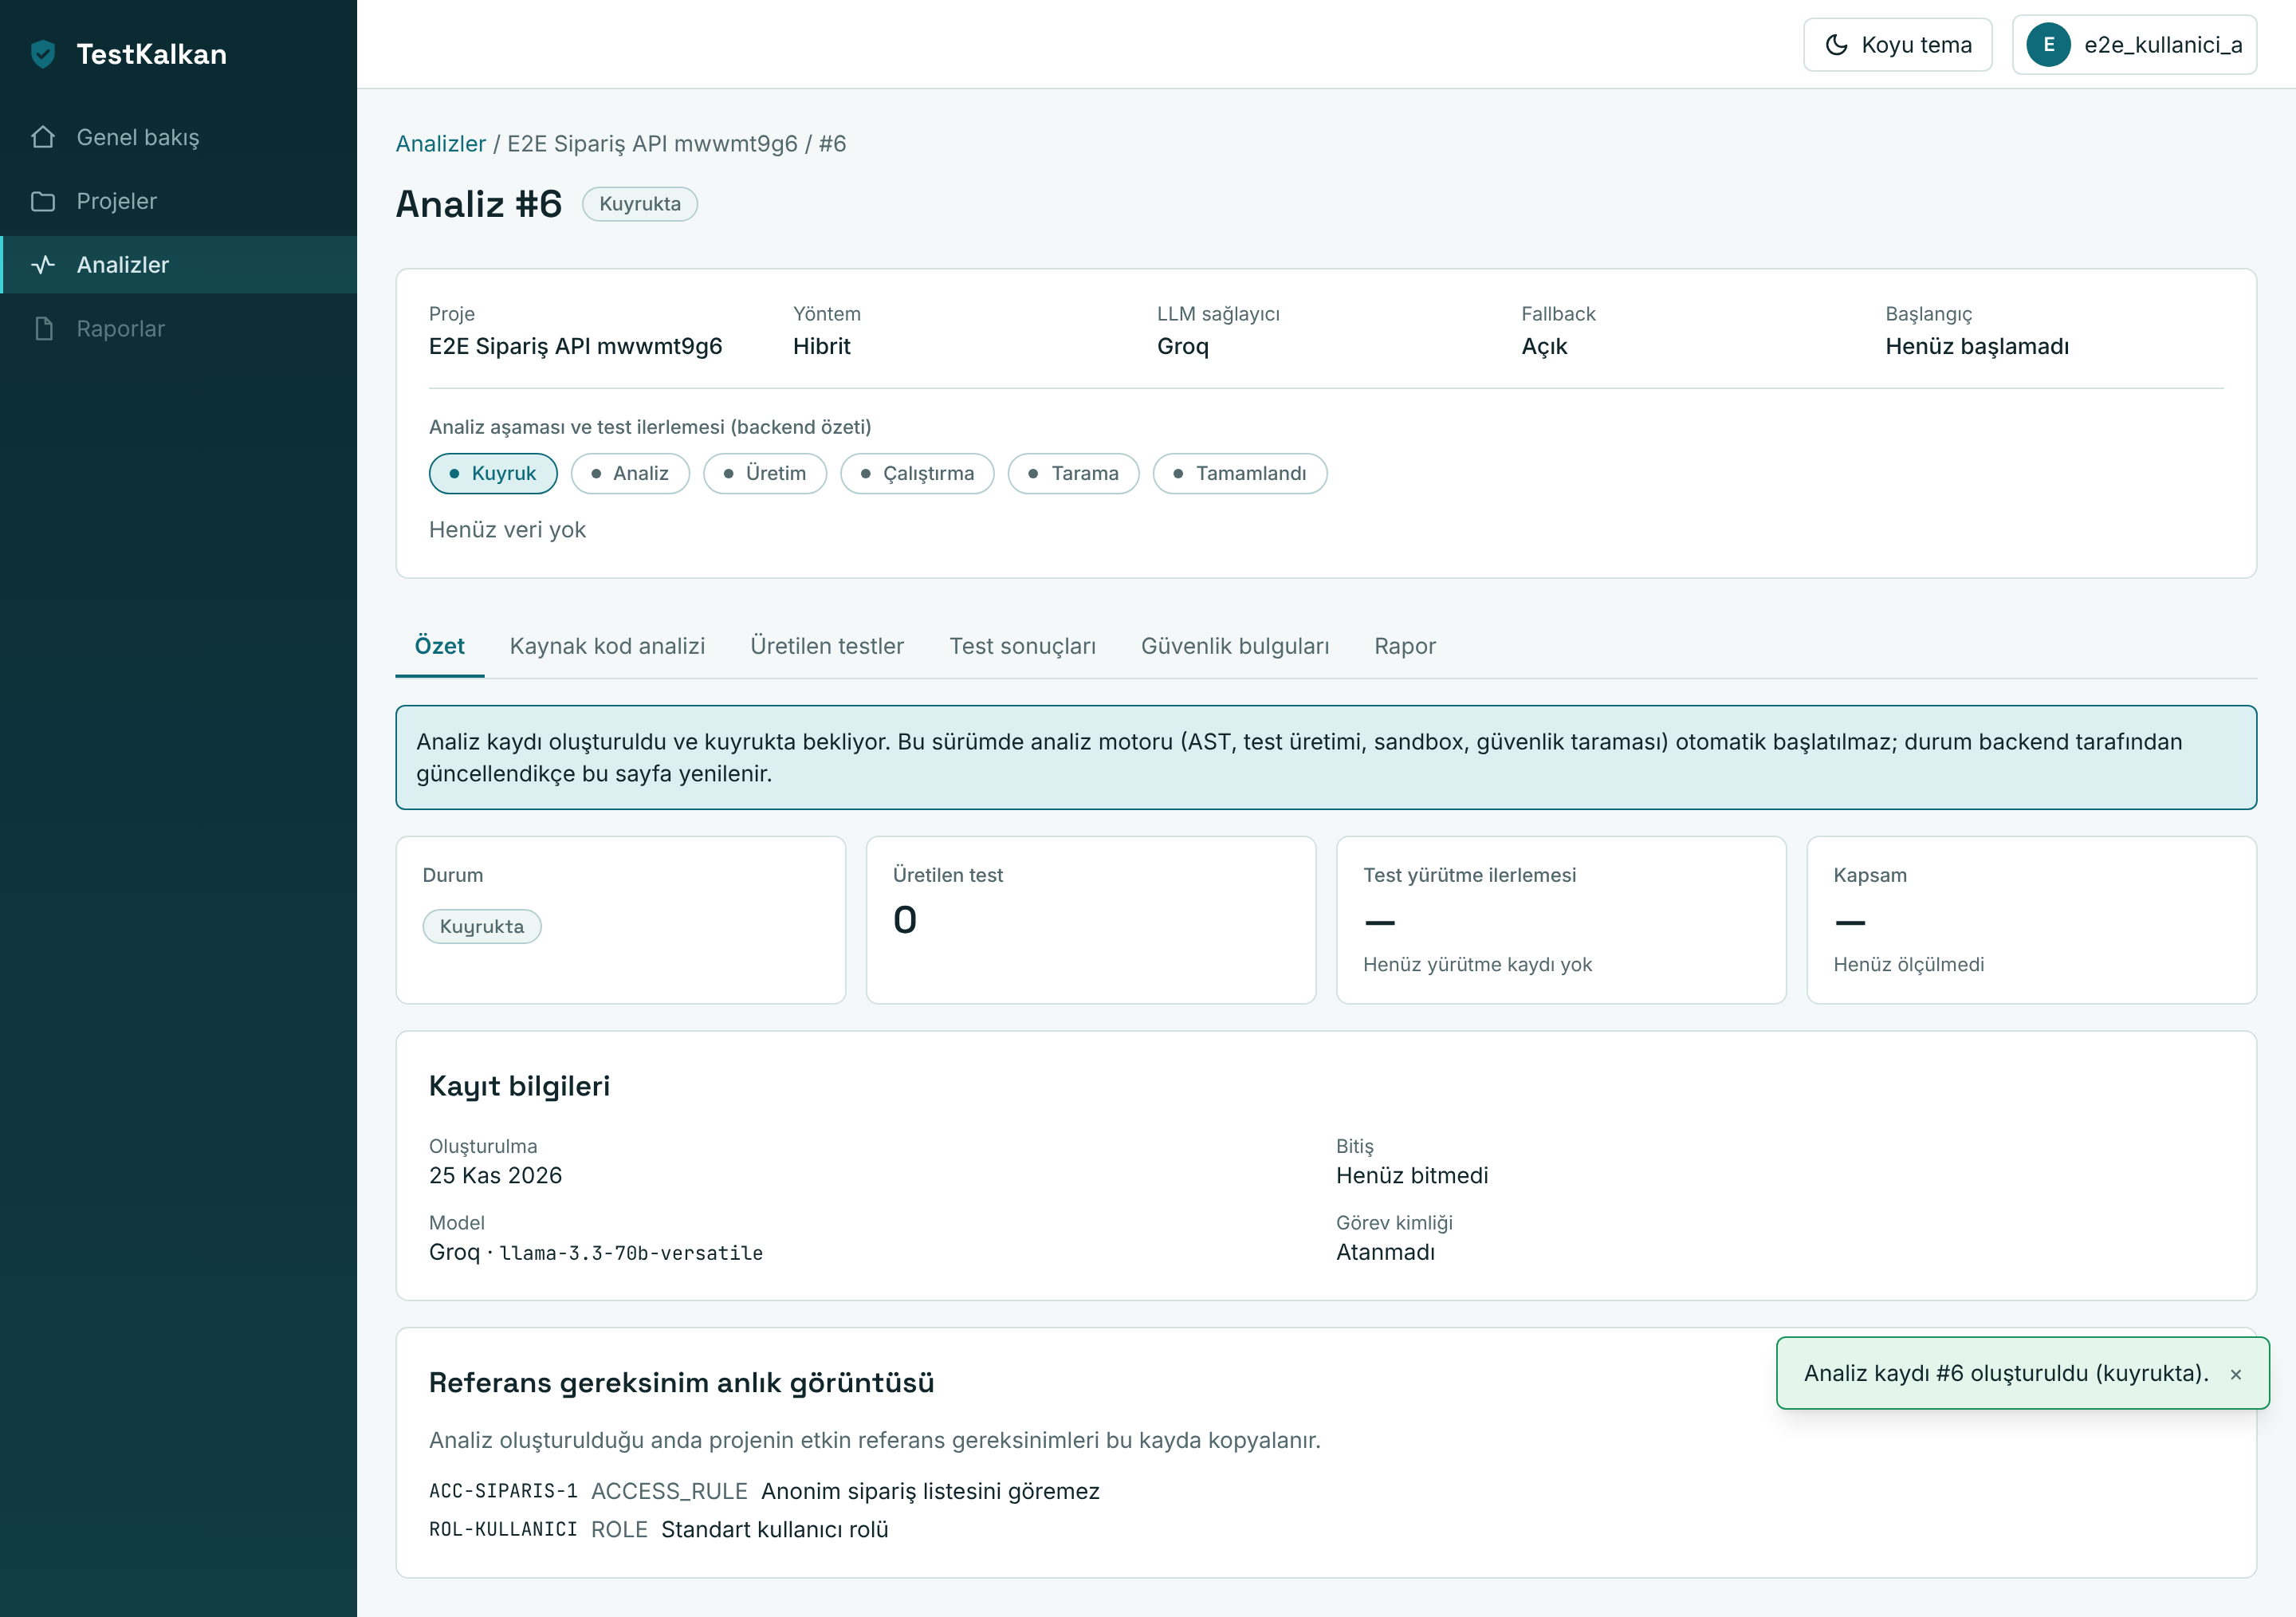 TestKalkan
Genel bakış
Projeler
Analizler
Raporlar
Koyu tema
E
e2e_kullanici_a
Analizler / E2E Sipariş API mwwmt9g6 / #6
Analiz #6
Kuyrukta
Proje
E2E Sipariş API mwwmt9g6
Yöntem
Hibrit
LLM sağlayıcı
Groq
Fallback
Açık
Başlangıç
Henüz başlamadı
Analiz aşaması ve test ilerlemesi (backend özeti)
Kuyruk
Analiz
Üretim
Çalıştırma
Tarama
Tamamlandı
Henüz veri yok
Özet
Kaynak kod analizi
Üretilen testler
Test sonuçları
Güvenlik bulguları
Rapor
Analiz kaydı oluşturuldu ve kuyrukta bekliyor. Bu sürümde analiz motoru (AST, test üretimi, sandbox, güvenlik taraması) otomatik başlatılmaz; durum backend tarafından
güncellendikçe bu sayfa yenilenir.
Durum
Kuyrukta
Üretilen test
0
Test yürütme ilerlemesi
—
Henüz yürütme kaydı yok
Kapsam
—
Henüz ölçülmedi
Kayıt bilgileri
Oluşturulma
25 Kas 2026
Bitiş
Henüz bitmedi
Model
Groq · llama-3.3-70b-versatile
Görev kimliği
Atanmadı
Referans gereksinim anlık görüntüsü
Analiz oluşturulduğu anda projenin etkin referans gereksinimleri bu kayda kopyalanır.
ACC-SIPARIS-1 ACCESS_RULE Anonim sipariş listesini göremez
ROL-KULLANICI ROLE Standart kullanıcı rolü
Analiz kaydı #6 oluşturuldu (kuyrukta). ×